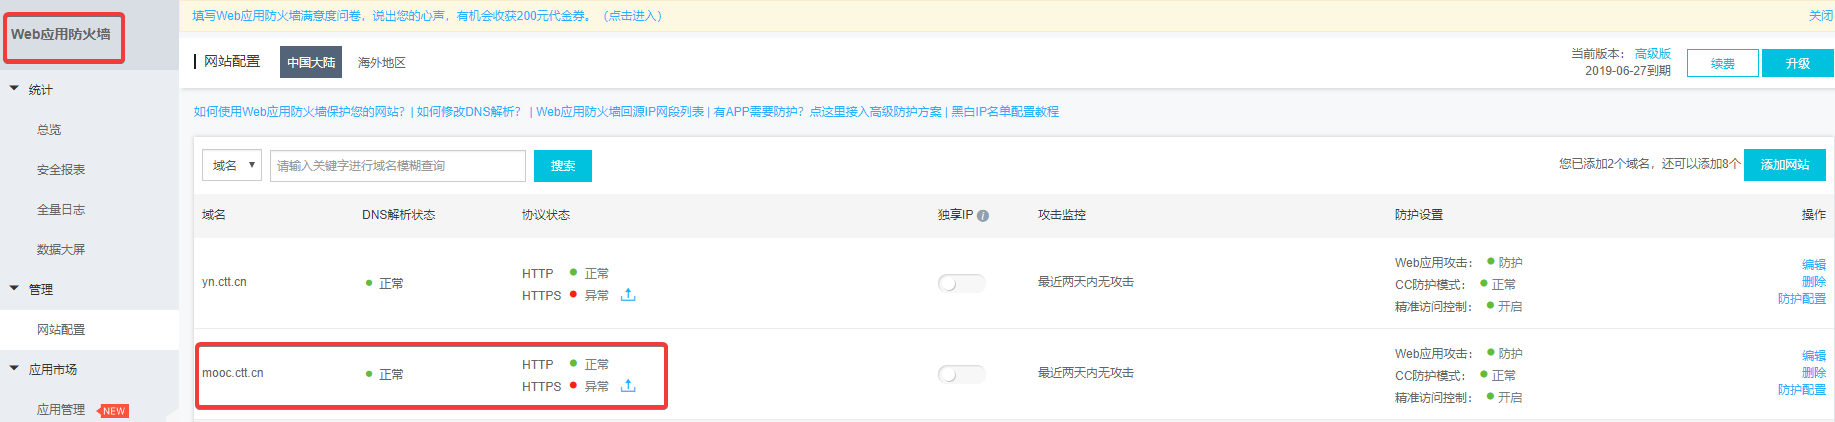 填写Web应用防火墙满意度问卷，说出您的心声，有机会收获200元代金券。（点击进入） 关闭
Web应用防火墙
网站配置 中国大陆 海外地区
当前版本： 高级版
2019-06-27到期
续费 升级
统计
总览
安全报表
全量日志
数据大屏
管理
网站配置
应用市场
应用管理 NEW
如何使用Web应用防火墙保护您的网站？| 如何修改DNS解析？ | Web应用防火墙回源IP网段列表 | 有APP需要防护？点这里接入高级防护方案 | 黑白IP名单配置教程
域名 请输入关键字进行域名模糊查询 搜索 您已添加2个域名，还可以添加8个 添加网站
域名 DNS解析状态 协议状态 独享IP i 攻击监控 防护设置 操作
yn.ctt.cn
正常
HTTP 正常
HTTPS 异常
最近两天内无攻击
Web应用攻击： 防护
CC防护模式： 正常
精准访问控制： 开启
编辑
删除
防护配置
mooc.ctt.cn
正常
HTTP 正常
HTTPS 异常
最近两天内无攻击
Web应用攻击： 防护
CC防护模式： 正常
精准访问控制： 开启
编辑
删除
防护配置